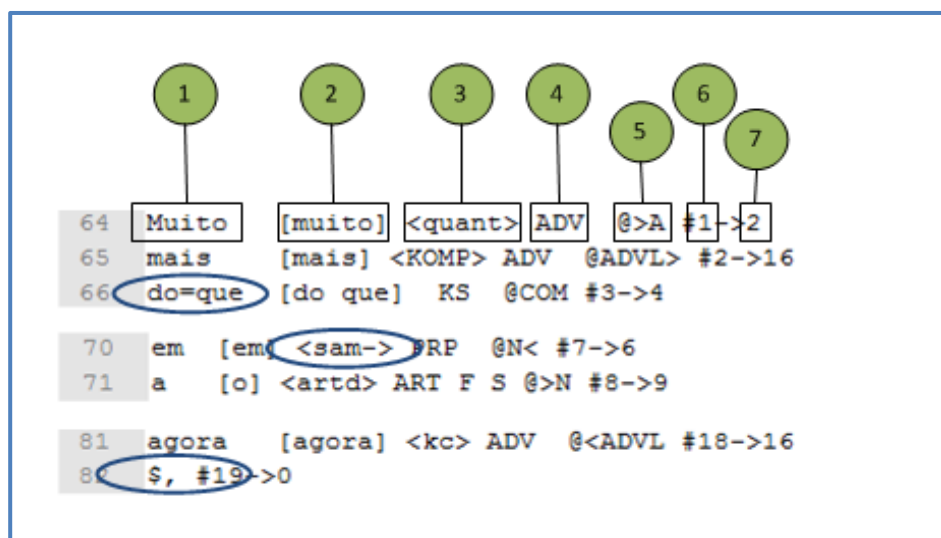 1 2 3 4 6
5 7
64 Muito [muito] <quant> ADV @>A #1->2
65 mais [mais] <KOMP> ADV @ADVL> #2->16
66 do=que [do que] KS @COM #3->4
70 em [em] <sam-> PRP @N< #7->6
71 a [o] <artd> ART F S @>N #8->9
81 agora [agora] <kc> ADV @<ADVL #18->16
82 $, #19->0